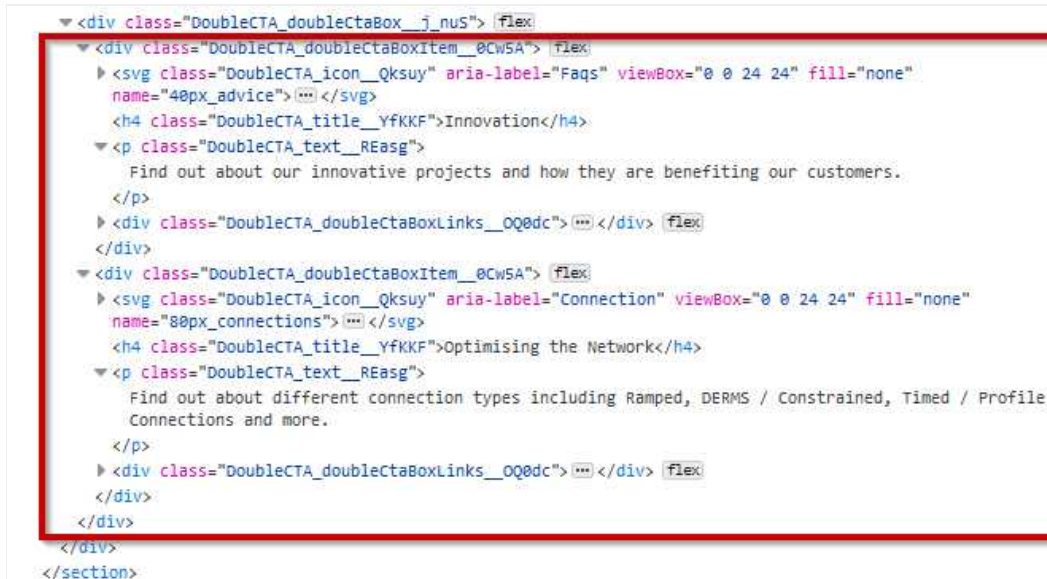 <div class="DoubleCTA_doubleCtaBox__j_nuS"> flex
<div class="DoubleCTA_doubleCtaBoxItem__0CwSA"> flex
<svg class="DoubleCTA_icon__Qksuy" aria-label="Faqs" viewBox="0 0 24 24" fill="none"
name="40px_advice"> … </svg>
<h4 class="DoubleCTA_title__YfKKF">Innovation</h4>
<p class="DoubleCTA_text__REasg">
Find out about our innovative projects and how they are benefiting our customers.
</p>
<div class="DoubleCTA_doubleCtaBoxLinks__OQ0dc"> … </div> flex
</div>
<div class="DoubleCTA_doubleCtaBoxItem__0CwSA"> flex
<svg class="DoubleCTA_icon__Qksuy" aria-label="Connection" viewBox="0 0 24 24" fill="none"
name="80px_connections"> … </svg>
<h4 class="DoubleCTA_title__YfKKF">Optimising the Network</h4>
<p class="DoubleCTA_text__REasg">
Find out about different connection types including Ramped, DERMS / Constrained, Timed / Profile
Connections and more.
</p>
<div class="DoubleCTA_doubleCtaBoxLinks__OQ0dc"> … </div> flex
</div>
</div>
</div>
</section>